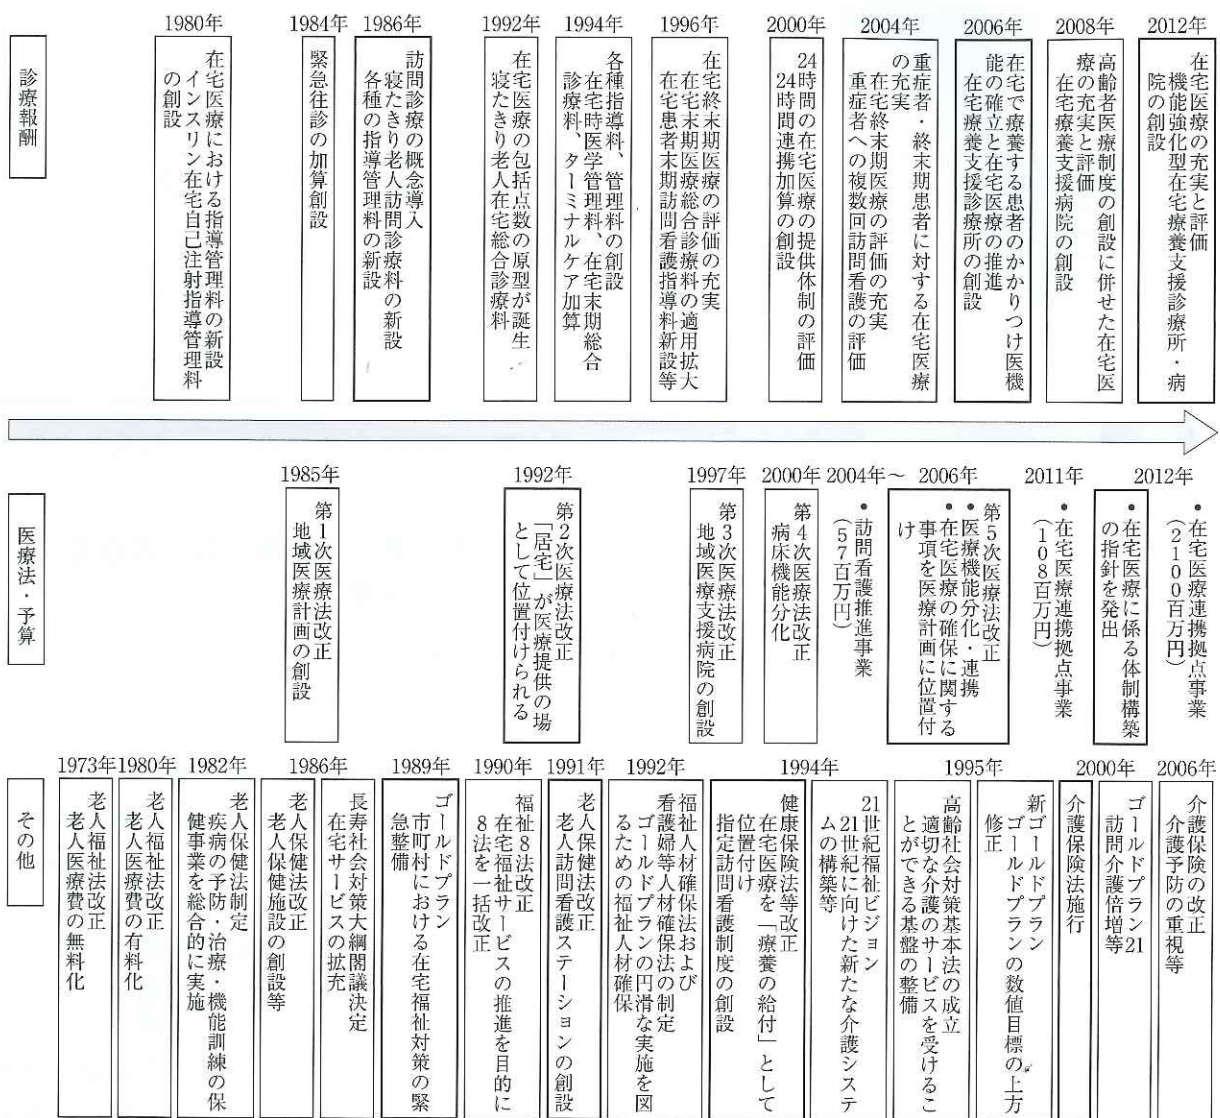 診療報酬
1980年
在宅医療における指導管理料の新設
インスリン在宅自己注射指導管理料
の創設
1984年
緊急往診の加算創設
1986年
訪問診療の概念導入
寝たきり老人訪問診療料の新設
各種の指導管理料の新設
1992年
在宅医療の包括点数の原型が誕生
寝たきり老人在宅総合診療料
1994年
各種指導料、管理料の創設
在宅時医学管理料、在宅末期総合
診療料、ターミナルケア加算
1996年
在宅終末期医療の評価の充実
在宅末期医療総合診療料の適用拡大
在宅患者末期訪問看護指導料新設等
2000年
24時間の在宅医療の提供体制の評価
24時間連携加算の創設
2004年
重症者・終末期患者に対する在宅医療
の充実
在宅終末期医療の評価の充実
重症者への複数回訪問看護の評価
2006年
在宅で療養する患者のかかりつけ医機
能の確立と在宅医療の推進
在宅療養支援診療所の創設
2008年
高齢者医療制度の創設に併せた在宅医
療の充実と評価
在宅療養支援病院の創設
2012年
在宅医療の充実と評価
機能強化型在宅療養支援診療所・病
院の創設
医療法・予算
1985年
第1次医療法改正
地域医療計画の創設
1992年
第2次医療法改正
「居宅」が医療提供の場
として位置付けられる
1997年
第3次医療法改正
地域医療支援病院の創設
2000年
第4次医療法改正
病床機能分化
2004年～
• 訪問看護推進事業
(57百万円)
2006年
第5次医療法改正
• 医療機能分化・連携
• 在宅医療の確保に関する
事項を医療計画に位置付
け
2011年
• 在宅医療連携拠点事業
(108百万円)
2012年
• 在宅医療連携拠点事業
(2100百万円)
• 在宅医療に係る体制構築
の指針を発出
その他
1973年
老人福祉法改正
老人医療費の無料化
1980年
老人福祉法改正
老人医療費の有料化
1982年
老人保健法制定
疾病の予防・治療・機能訓練の保
健事業を総合的に実施
1986年
老人保健法改正
老人保健施設の創設等
長寿社会対策大綱閣議決定
在宅サービスの拡充
1989年
ゴールドプラン
市町村における在宅福祉対策の緊
急整備
1990年
福祉8法改正
在宅福祉サービスの推進を目的に
8法を一括改正
1991年
老人保健法改正
老人訪問看護ステーションの創設
1992年
福祉人材確保法および
看護婦等人材確保法の制定
ゴールドプランの円滑な実施を図
るための福祉人材確保
1994年
健康保険法等改正
在宅医療を「療養の給付」として
位置付け
指定訪問看護制度の創設
21世紀福祉ビジョン
21世紀に向けた新たな介護システ
ムの構築等
1995年
高齢社会対策基本法の成立
適切な介護のサービスを受けるこ
とができる基盤の整備
新ゴールドプラン
ゴールドプランの数値目標の上方
修正
2000年
介護保険法施行
ゴールドプラン21
訪問介護倍増等
2006年
介護保険の改正
介護予防の重視等